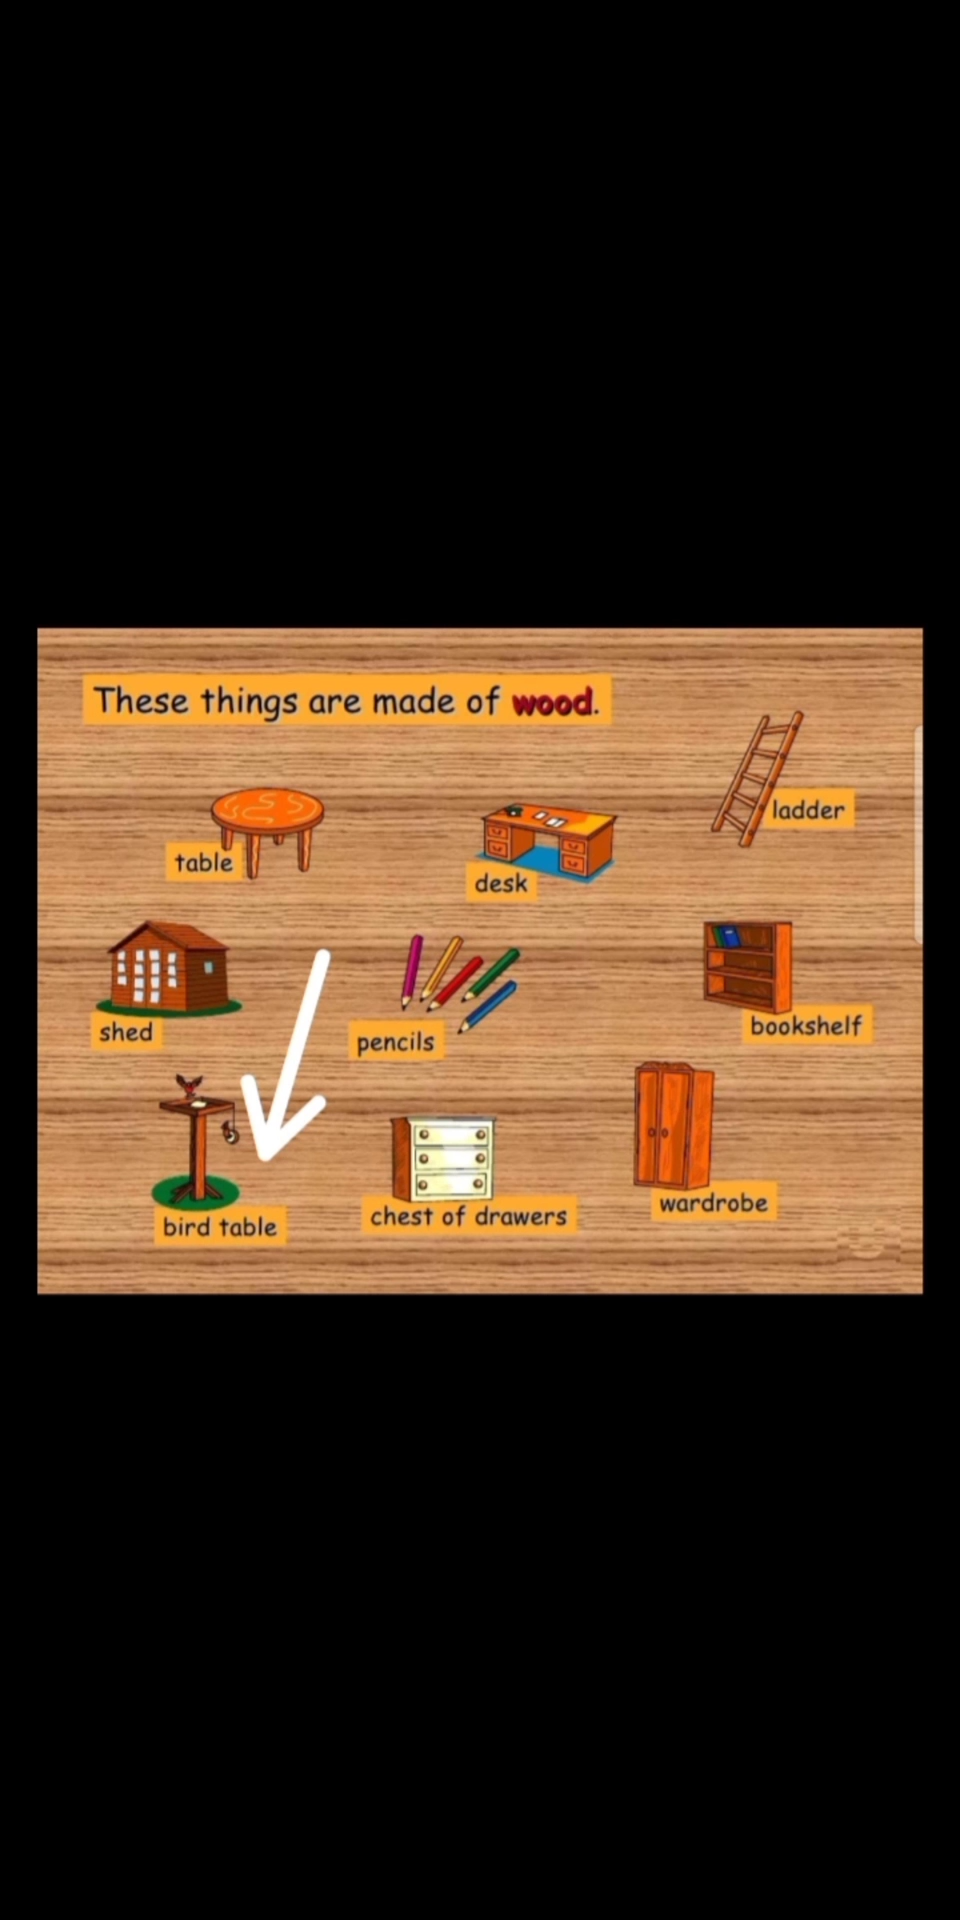 These things are made of wood.
ladder
table
desk
shed
pencils
bookshelf
bird table
chest of drawers
wardrobe